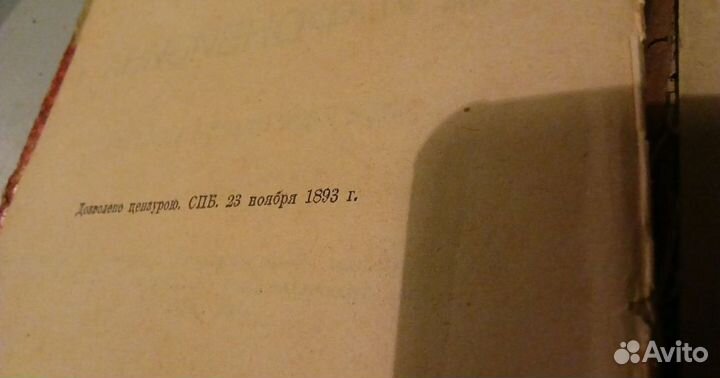 Дозволено цензурою. СПБ. 23 ноября 1893 г.
Avito